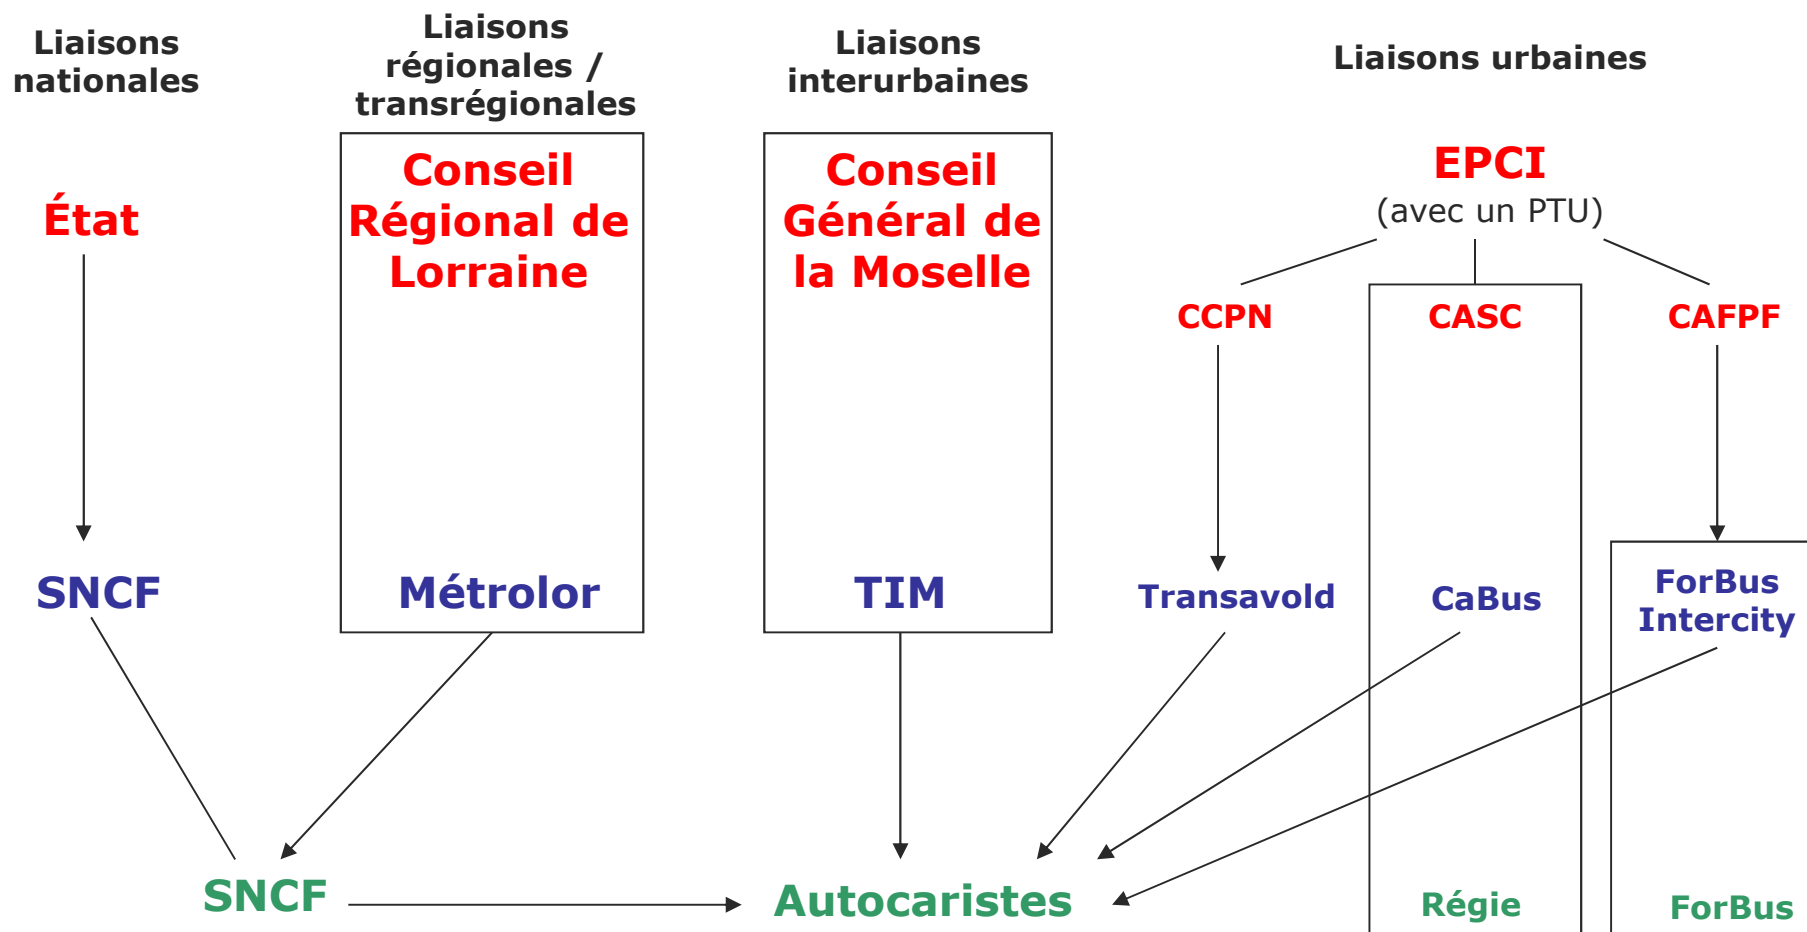 Liaisons
nationales
Liaisons
régionales /
transrégionales
Liaisons
interurbaines
Liaisons urbaines
État
Conseil
Régional de
Lorraine
Conseil
Général de
la Moselle
EPCI
(avec un PTU)
CCPN
CASC
CAFPF
SNCF
Métrolor
TIM
Transavold
CaBus
ForBus
Intercity
SNCF
Autocaristes
Régie
ForBus